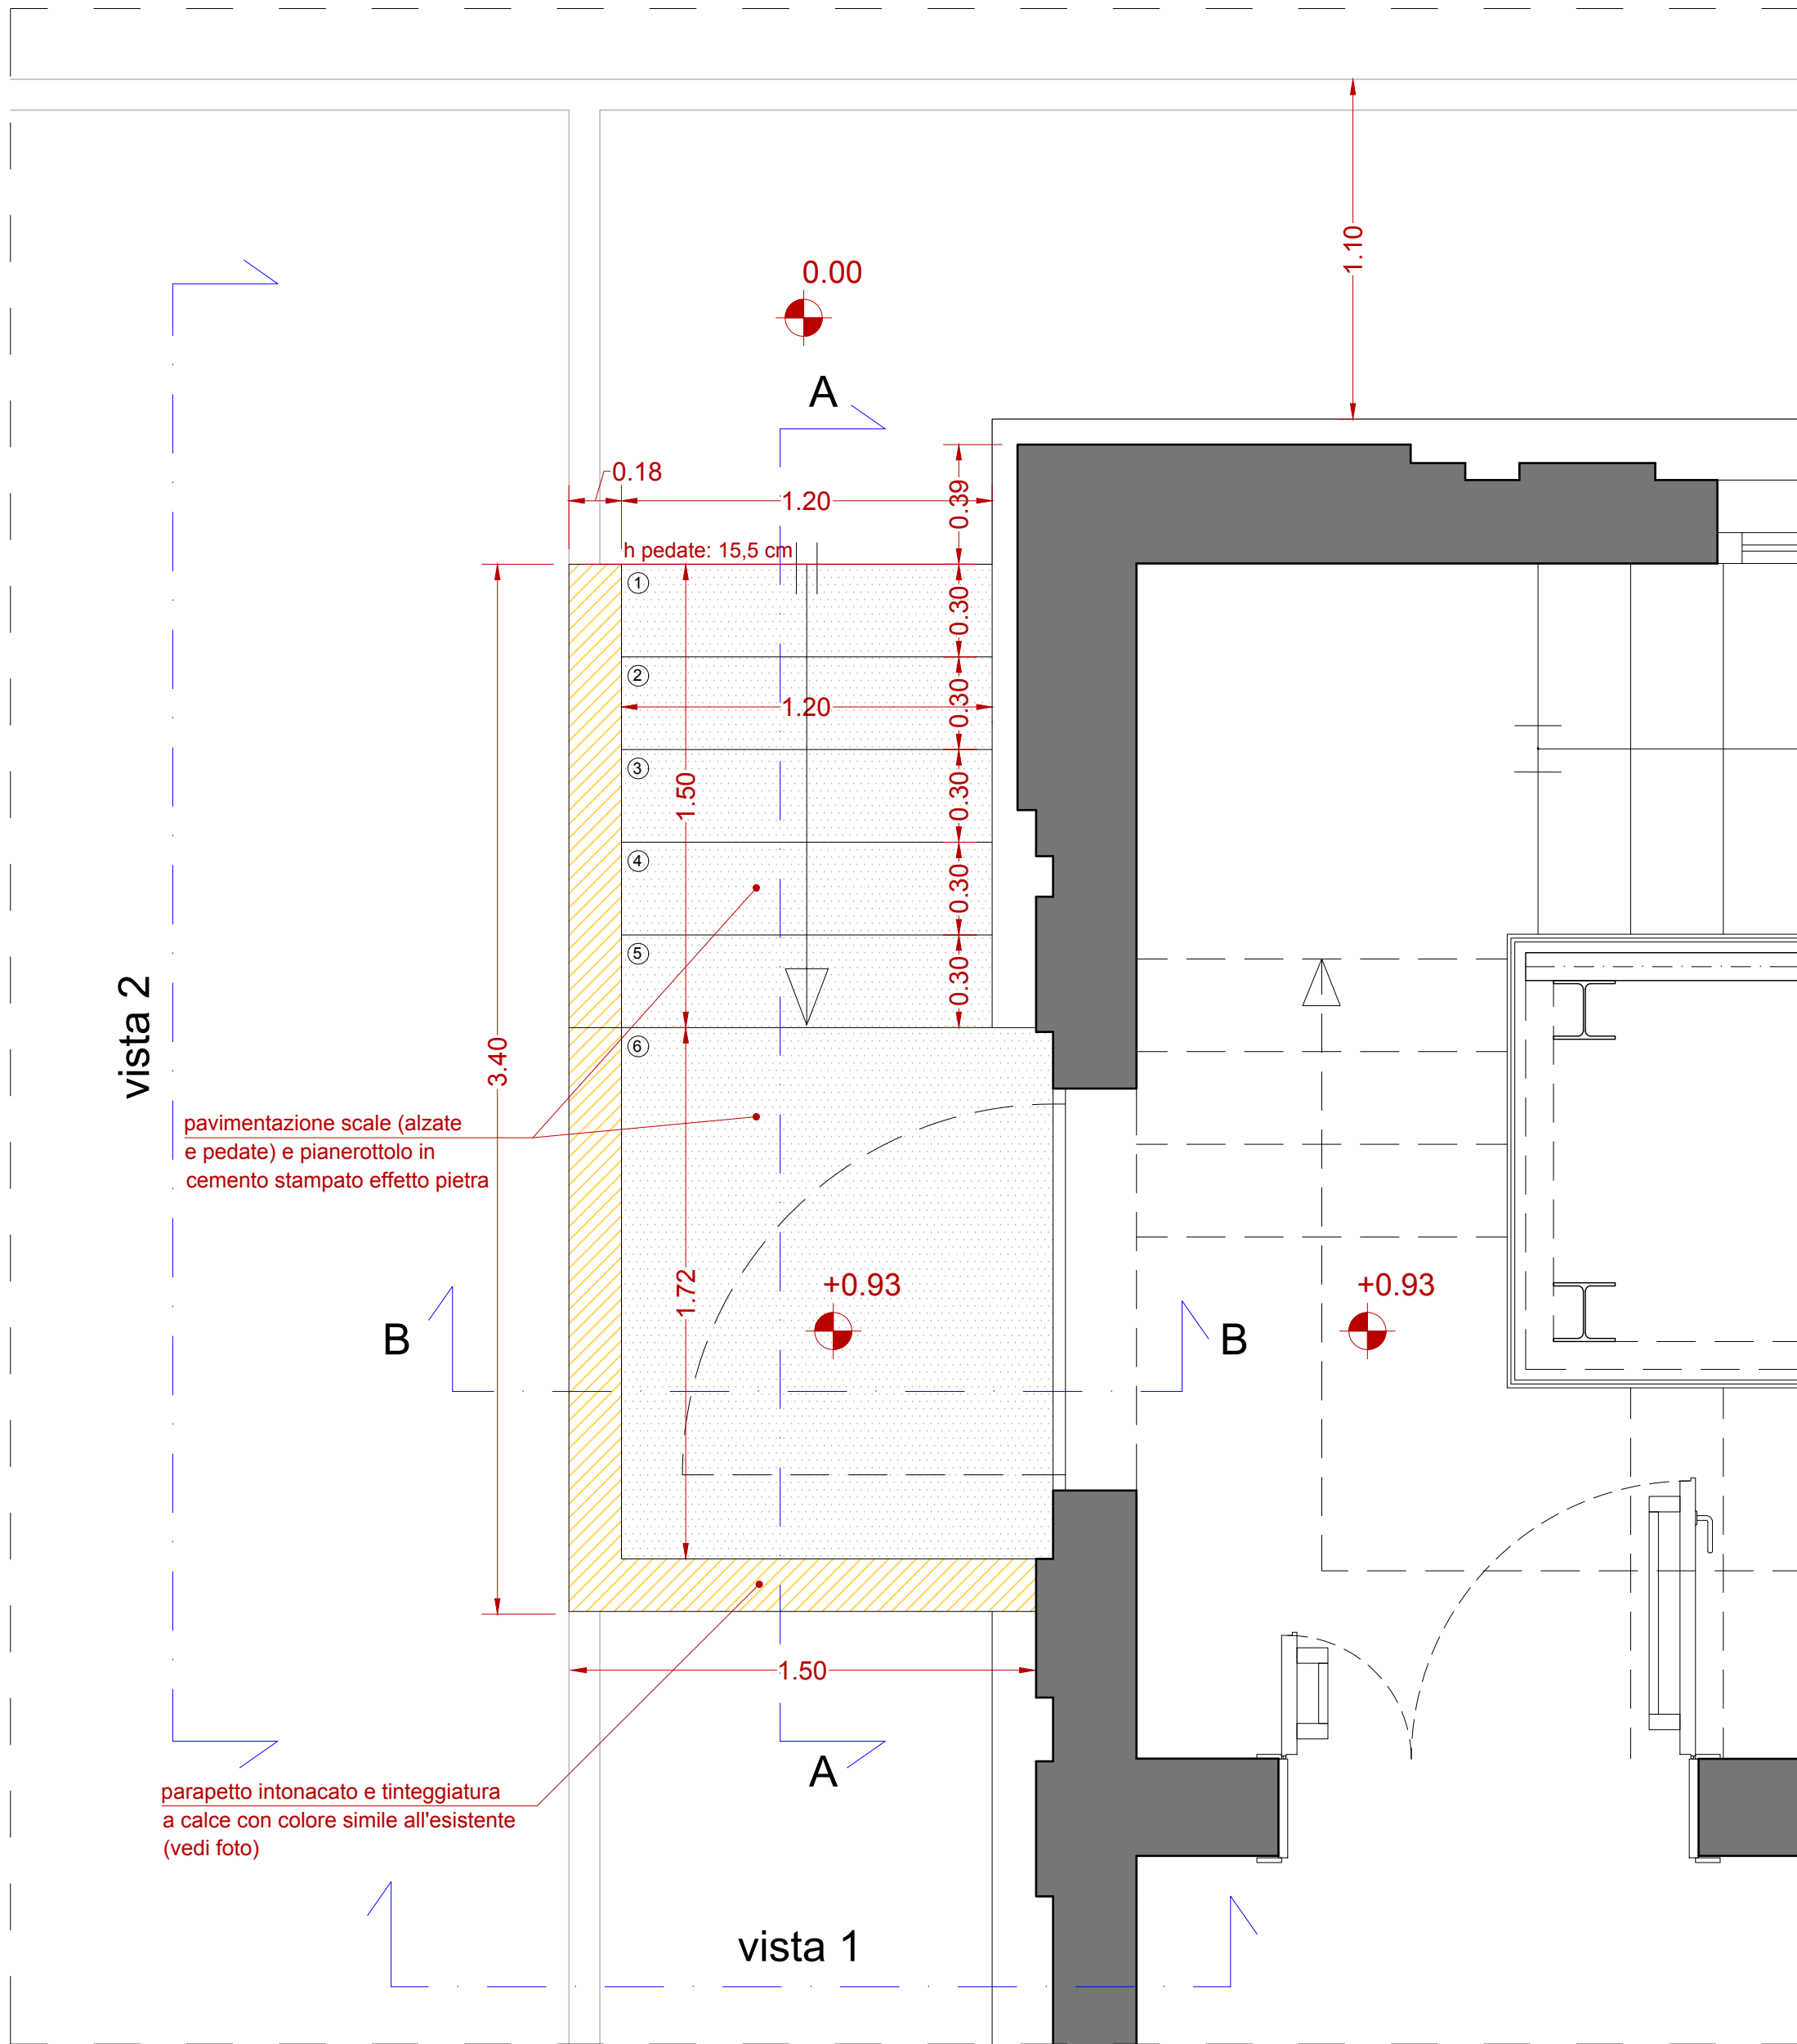 1.10
0.00
A
0.18
1.20
0.39
h pedate: 15,5 cm
1
0.30
2
0.30
1.20
3
1.50
0.30
4
0.30
5
0.30
vista 2
3.40
6
pavimentazione scale (alzate
e pedate) e pianerottolo in
cemento stampato effetto pietra
1.72
+0.93
+0.93
B
B
1.50
A
parapetto intonacato e tinteggiatura
a calce con colore simile all'esistente
(vedi foto)
vista 1